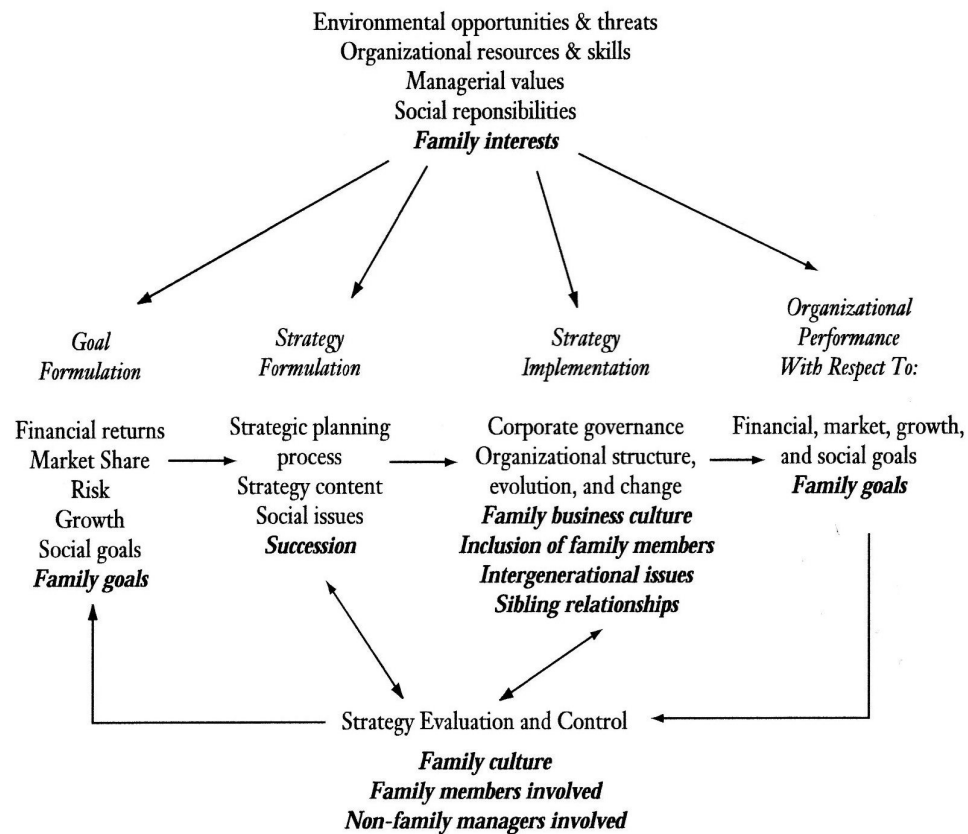 Environmental opportunities & threats
Organizational resources & skills
Managerial values
Social reponsibilities
Family interests
Goal
Formulation
Financial returns
Market Share
Risk
Growth
Social goals
Family goals
Strategy
Formulation
Strategic planning
process
Strategy content
Social issues
Succession
Strategy
Implementation
Corporate governance
Organizational structure,
evolution, and change
Family business culture
Inclusion of family members
Intergenerational issues
Sibling relationships
Organizational
Performance
With Respect To:
Financial, market, growth,
and social goals
Family goals
Strategy Evaluation and Control
Family culture
Family members involved
Non-family managers involved